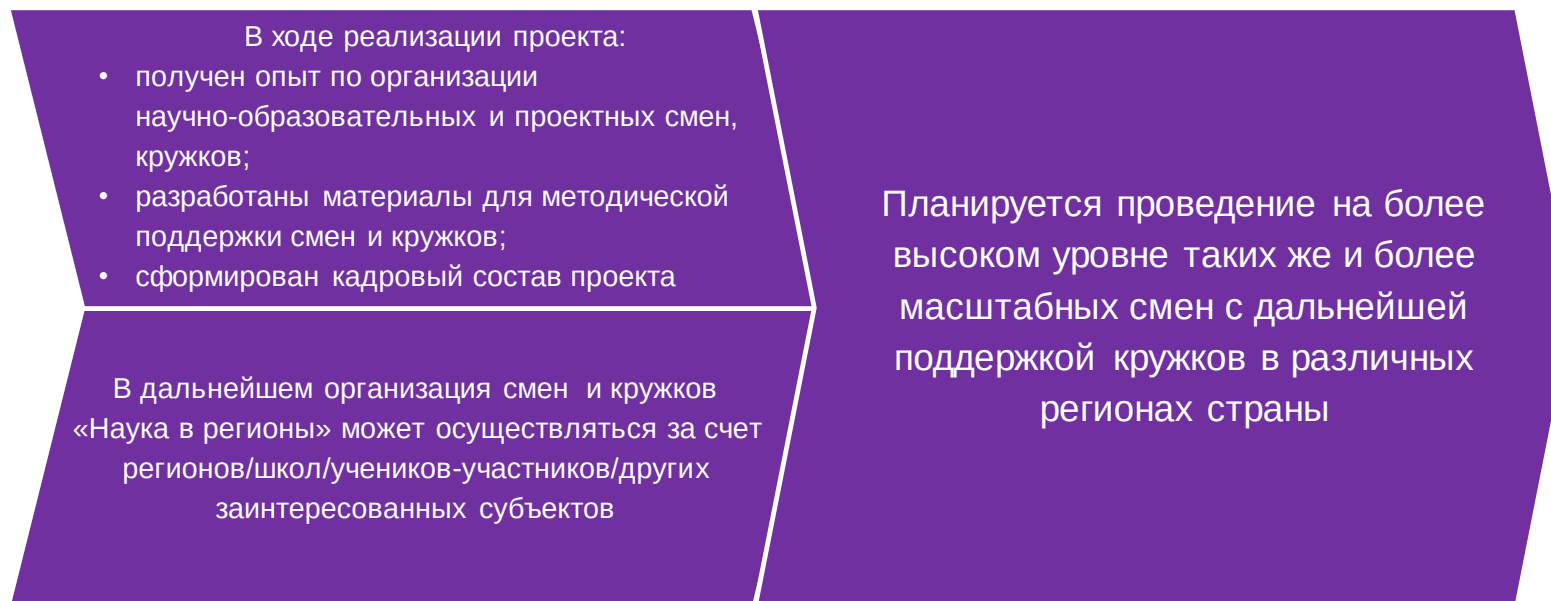 В ходе реализации проекта:
• получен опыт по организации
научно-образовательных и проектных смен,
кружков;
• разработаны материалы для методической
поддержки смен и кружков;
• сформирован кадровый состав проекта
В дальнейшем организация смен и кружков
«Наука в регионы» может осуществляться за счет
регионов/школ/учеников-участников/других
заинтересованных субъектов
Планируется проведение на более
высоком уровне таких же и более
масштабных смен с дальнейшей
поддержкой кружков в различных
регионах страны